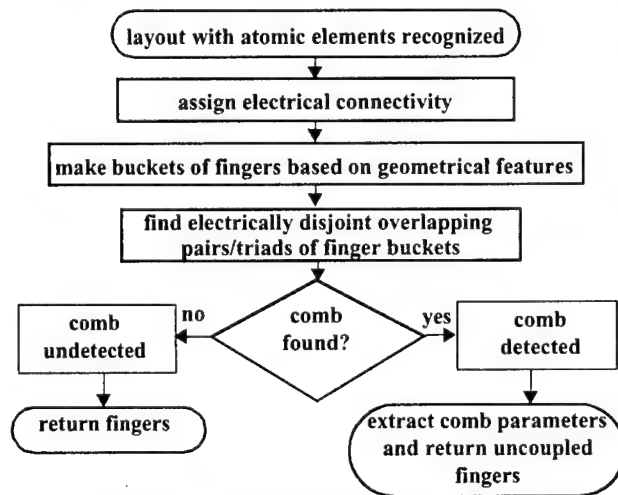 layout with atomic elements recognized
assign electrical connectivity
make buckets of fingers based on geometrical features
find electrically disjoint overlapping
pairs/triads of finger buckets
comb
undetected
no
comb
found?
yes
comb
detected
return fingers
extract comb parameters
and return uncoupled
fingers